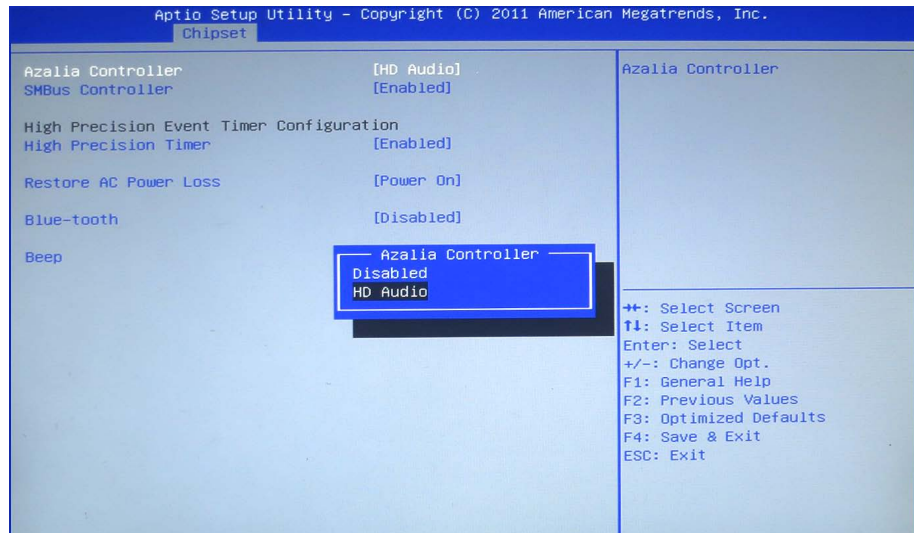 Aptio Setup Utility – Copyright (C) 2011 American Megatrends, Inc.
Chipset
Azalia Controller [HD Audio]
SMBus Controller [Enabled]
High Precision Event Timer Configuration
High Precision Timer [Enabled]
Restore AC Power Loss [Power On]
Blue-tooth [Disabled]
Beep
Azalia Controller
Disabled
HD Audio
Azalia Controller
→←: Select Screen
↑↓: Select Item
Enter: Select
+/-: Change Opt.
F1: General Help
F2: Previous Values
F3: Optimized Defaults
F4: Save & Exit
ESC: Exit